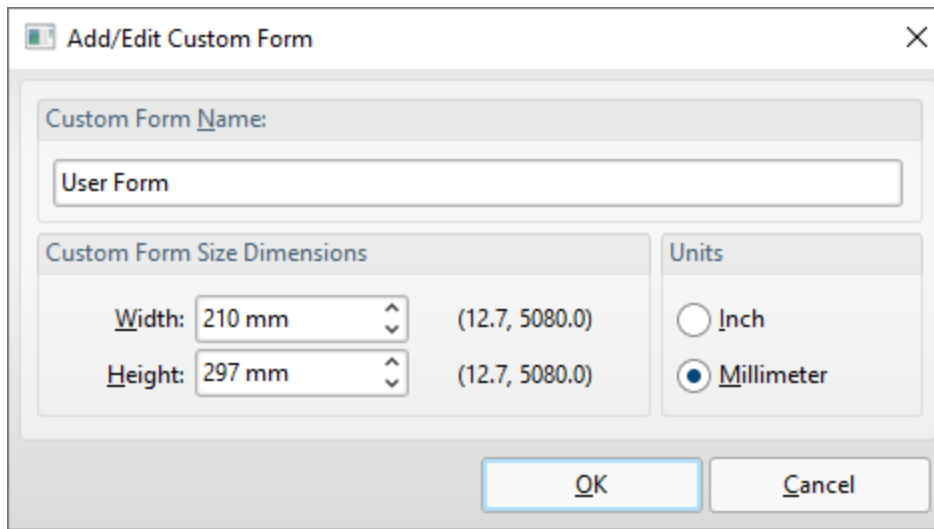 Add/Edit Custom Form
Custom Form Name:
User Form
Custom Form Size Dimensions
Width: 210 mm (12.7, 5080.0)
Height: 297 mm (12.7, 5080.0)
Units
Inch
Millimeter
OK Cancel